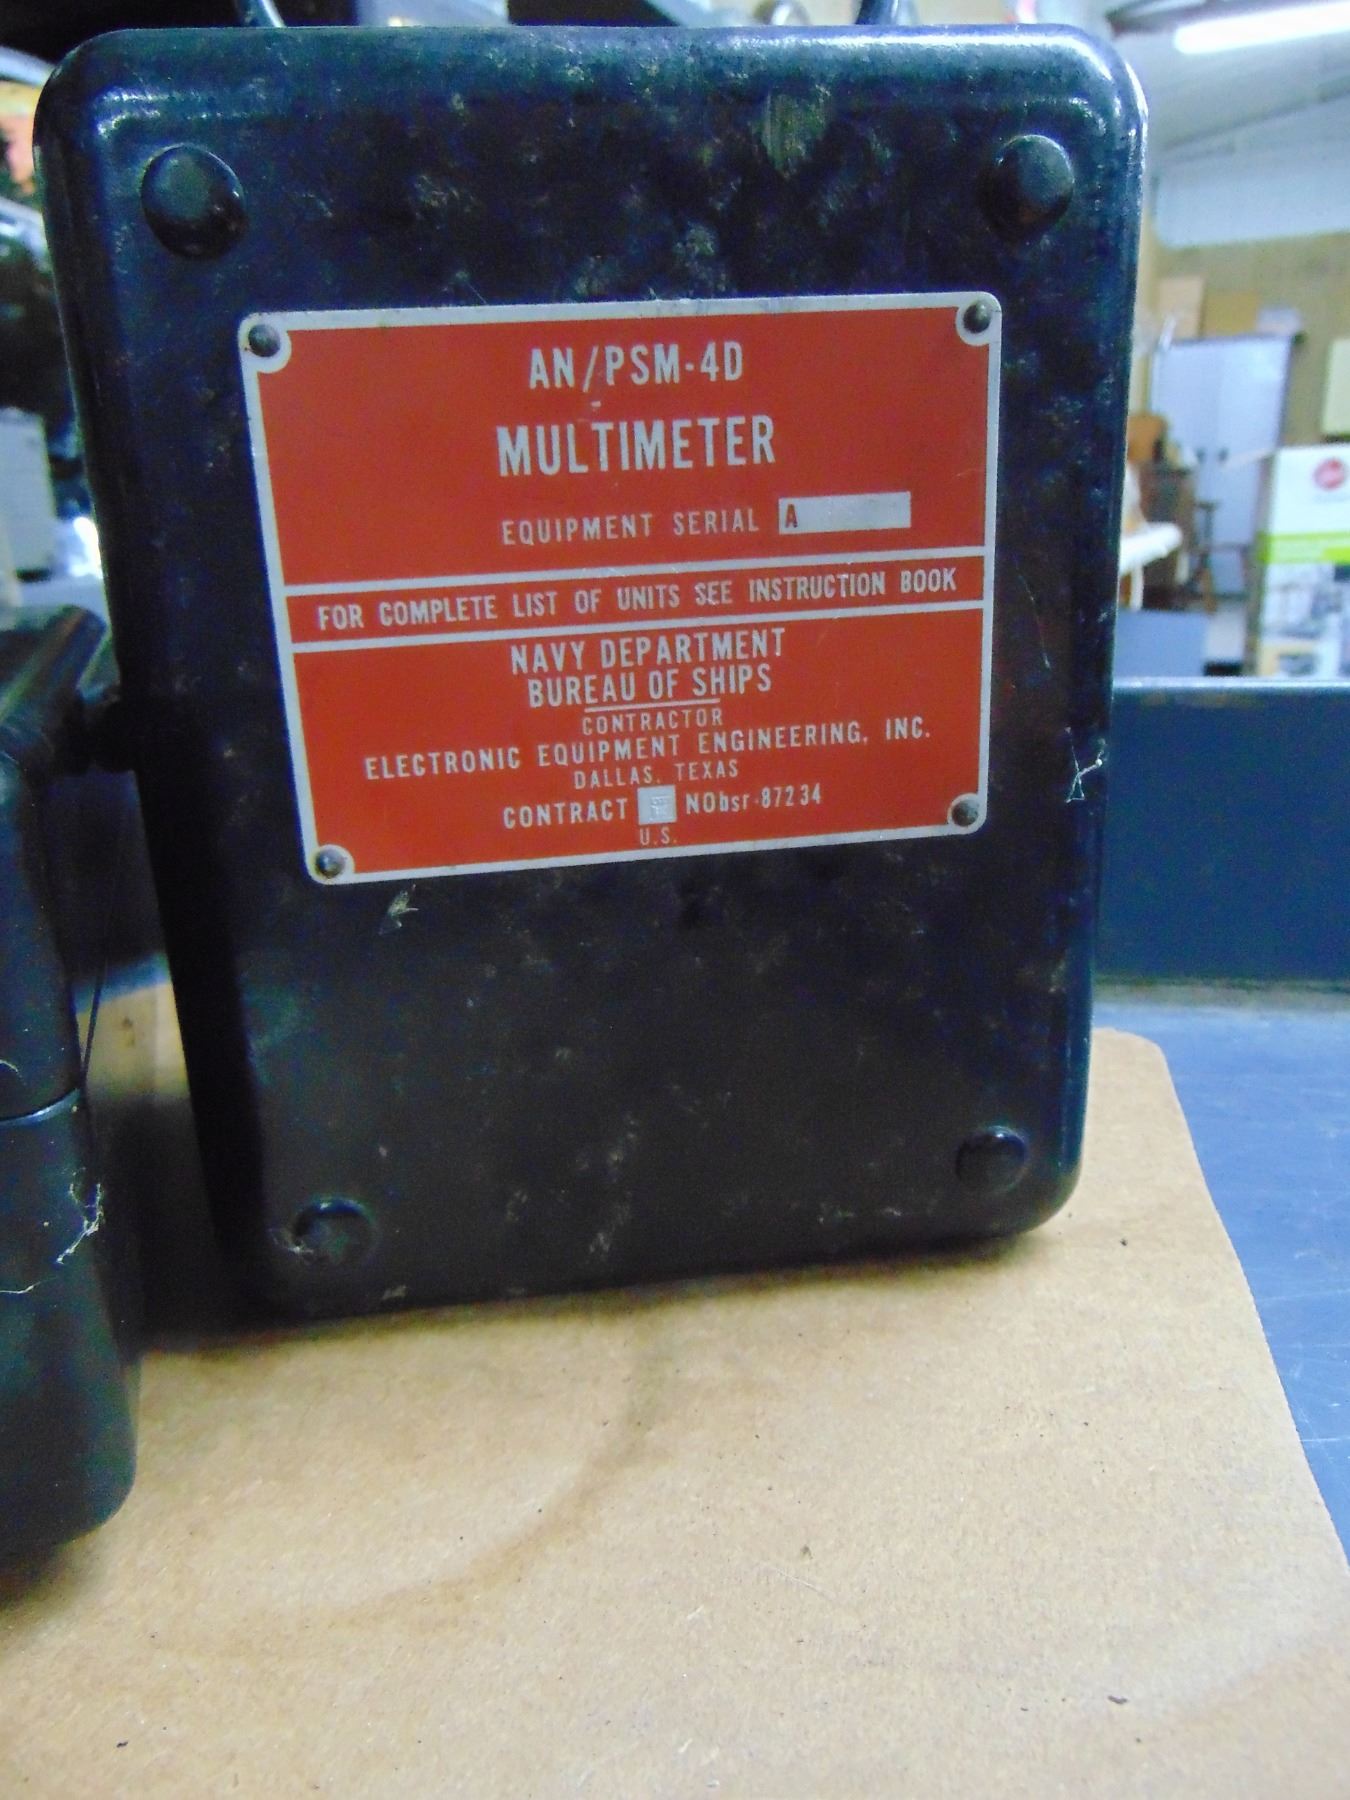 AN/PSM-4D
MULTIMETER
EQUIPMENT SERIAL A
FOR COMPLETE LIST OF UNITS SEE INSTRUCTION BOOK
NAVY DEPARTMENT
BUREAU OF SHIPS
CONTRACTOR
ELECTRONIC EQUIPMENT ENGINEERING, INC.
DALLAS, TEXAS
CONTRACT NObsr-87234
U.S.